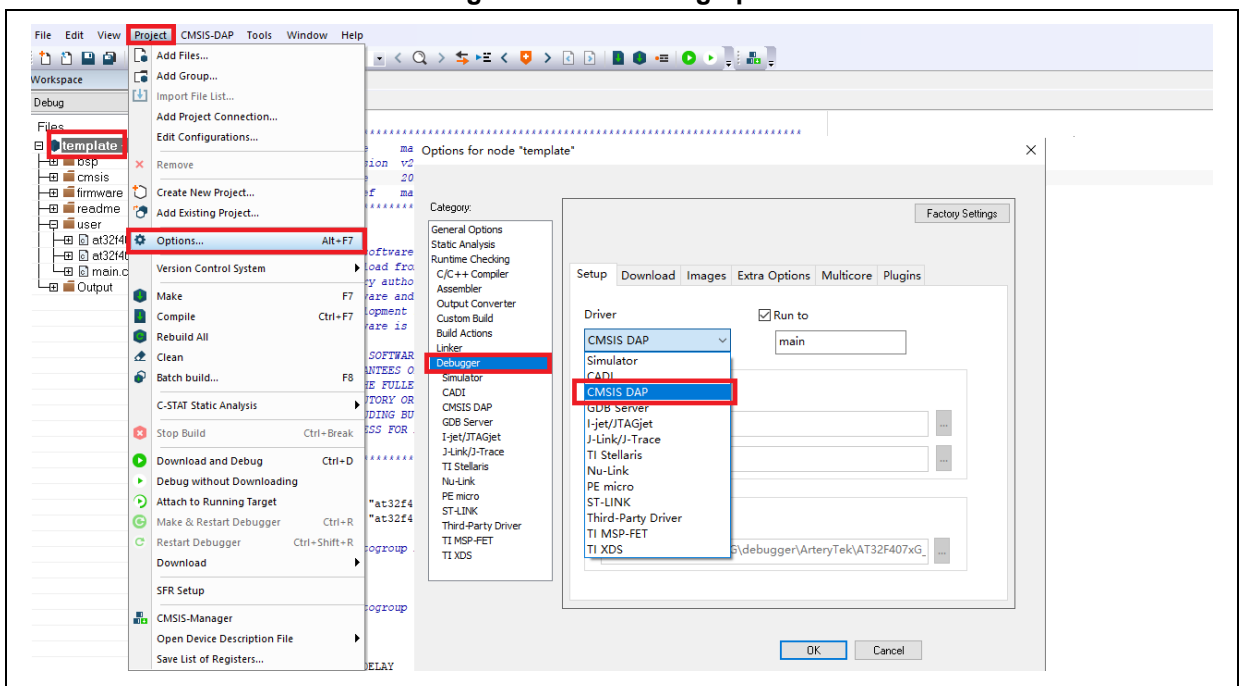 File Edit View Project CMSIS-DAP Tools Window Help
Workspace
Debug
Files
template
bsp
cmsis
firmware
readme
user
main.c
Output
Add Files...
Add Group...
Import File List...
Add Project Connection...
Edit Configurations...
Remove
Create New Project...
Add Existing Project...
Options... Alt+F7
Version Control System
Make F7
Compile Ctrl+F7
Rebuild All
Clean
Batch build... F8
C-STAT Static Analysis
Stop Build Ctrl+Break
Download and Debug Ctrl+D
Debug without Downloading
Attach to Running Target
Make & Restart Debugger Ctrl+R
Restart Debugger Ctrl+Shift+R
Download
SFR Setup
CMSIS-Manager
Open Device Description File
Save List of Registers...
Options for node "template"
Category:
General Options
Static Analysis
Runtime Checking
C/C++ Compiler
Assembler
Output Converter
Custom Build
Build Actions
Linker
Debugger
Simulator
CADI
CMSIS DAP
GDB Server
I-jet/JTAGjet
J-Link/J-Trace
TI Stellaris
Nu-Link
PE micro
ST-LINK
Third-Party Driver
TI MSP-FET
TI XDS
Factory Settings
Setup Download Images Extra Options Multicore Plugins
Driver
Run to
CMSIS DAP
main
Simulator
CADI
CMSIS DAP
GDB Server
I-jet/JTAGjet
J-Link/J-Trace
TI Stellaris
Nu-Link
PE micro
ST-LINK
Third-Party Driver
TI MSP-FET
TI XDS
G\debugger\ArteryTek\AT32F407xG_
OK Cancel